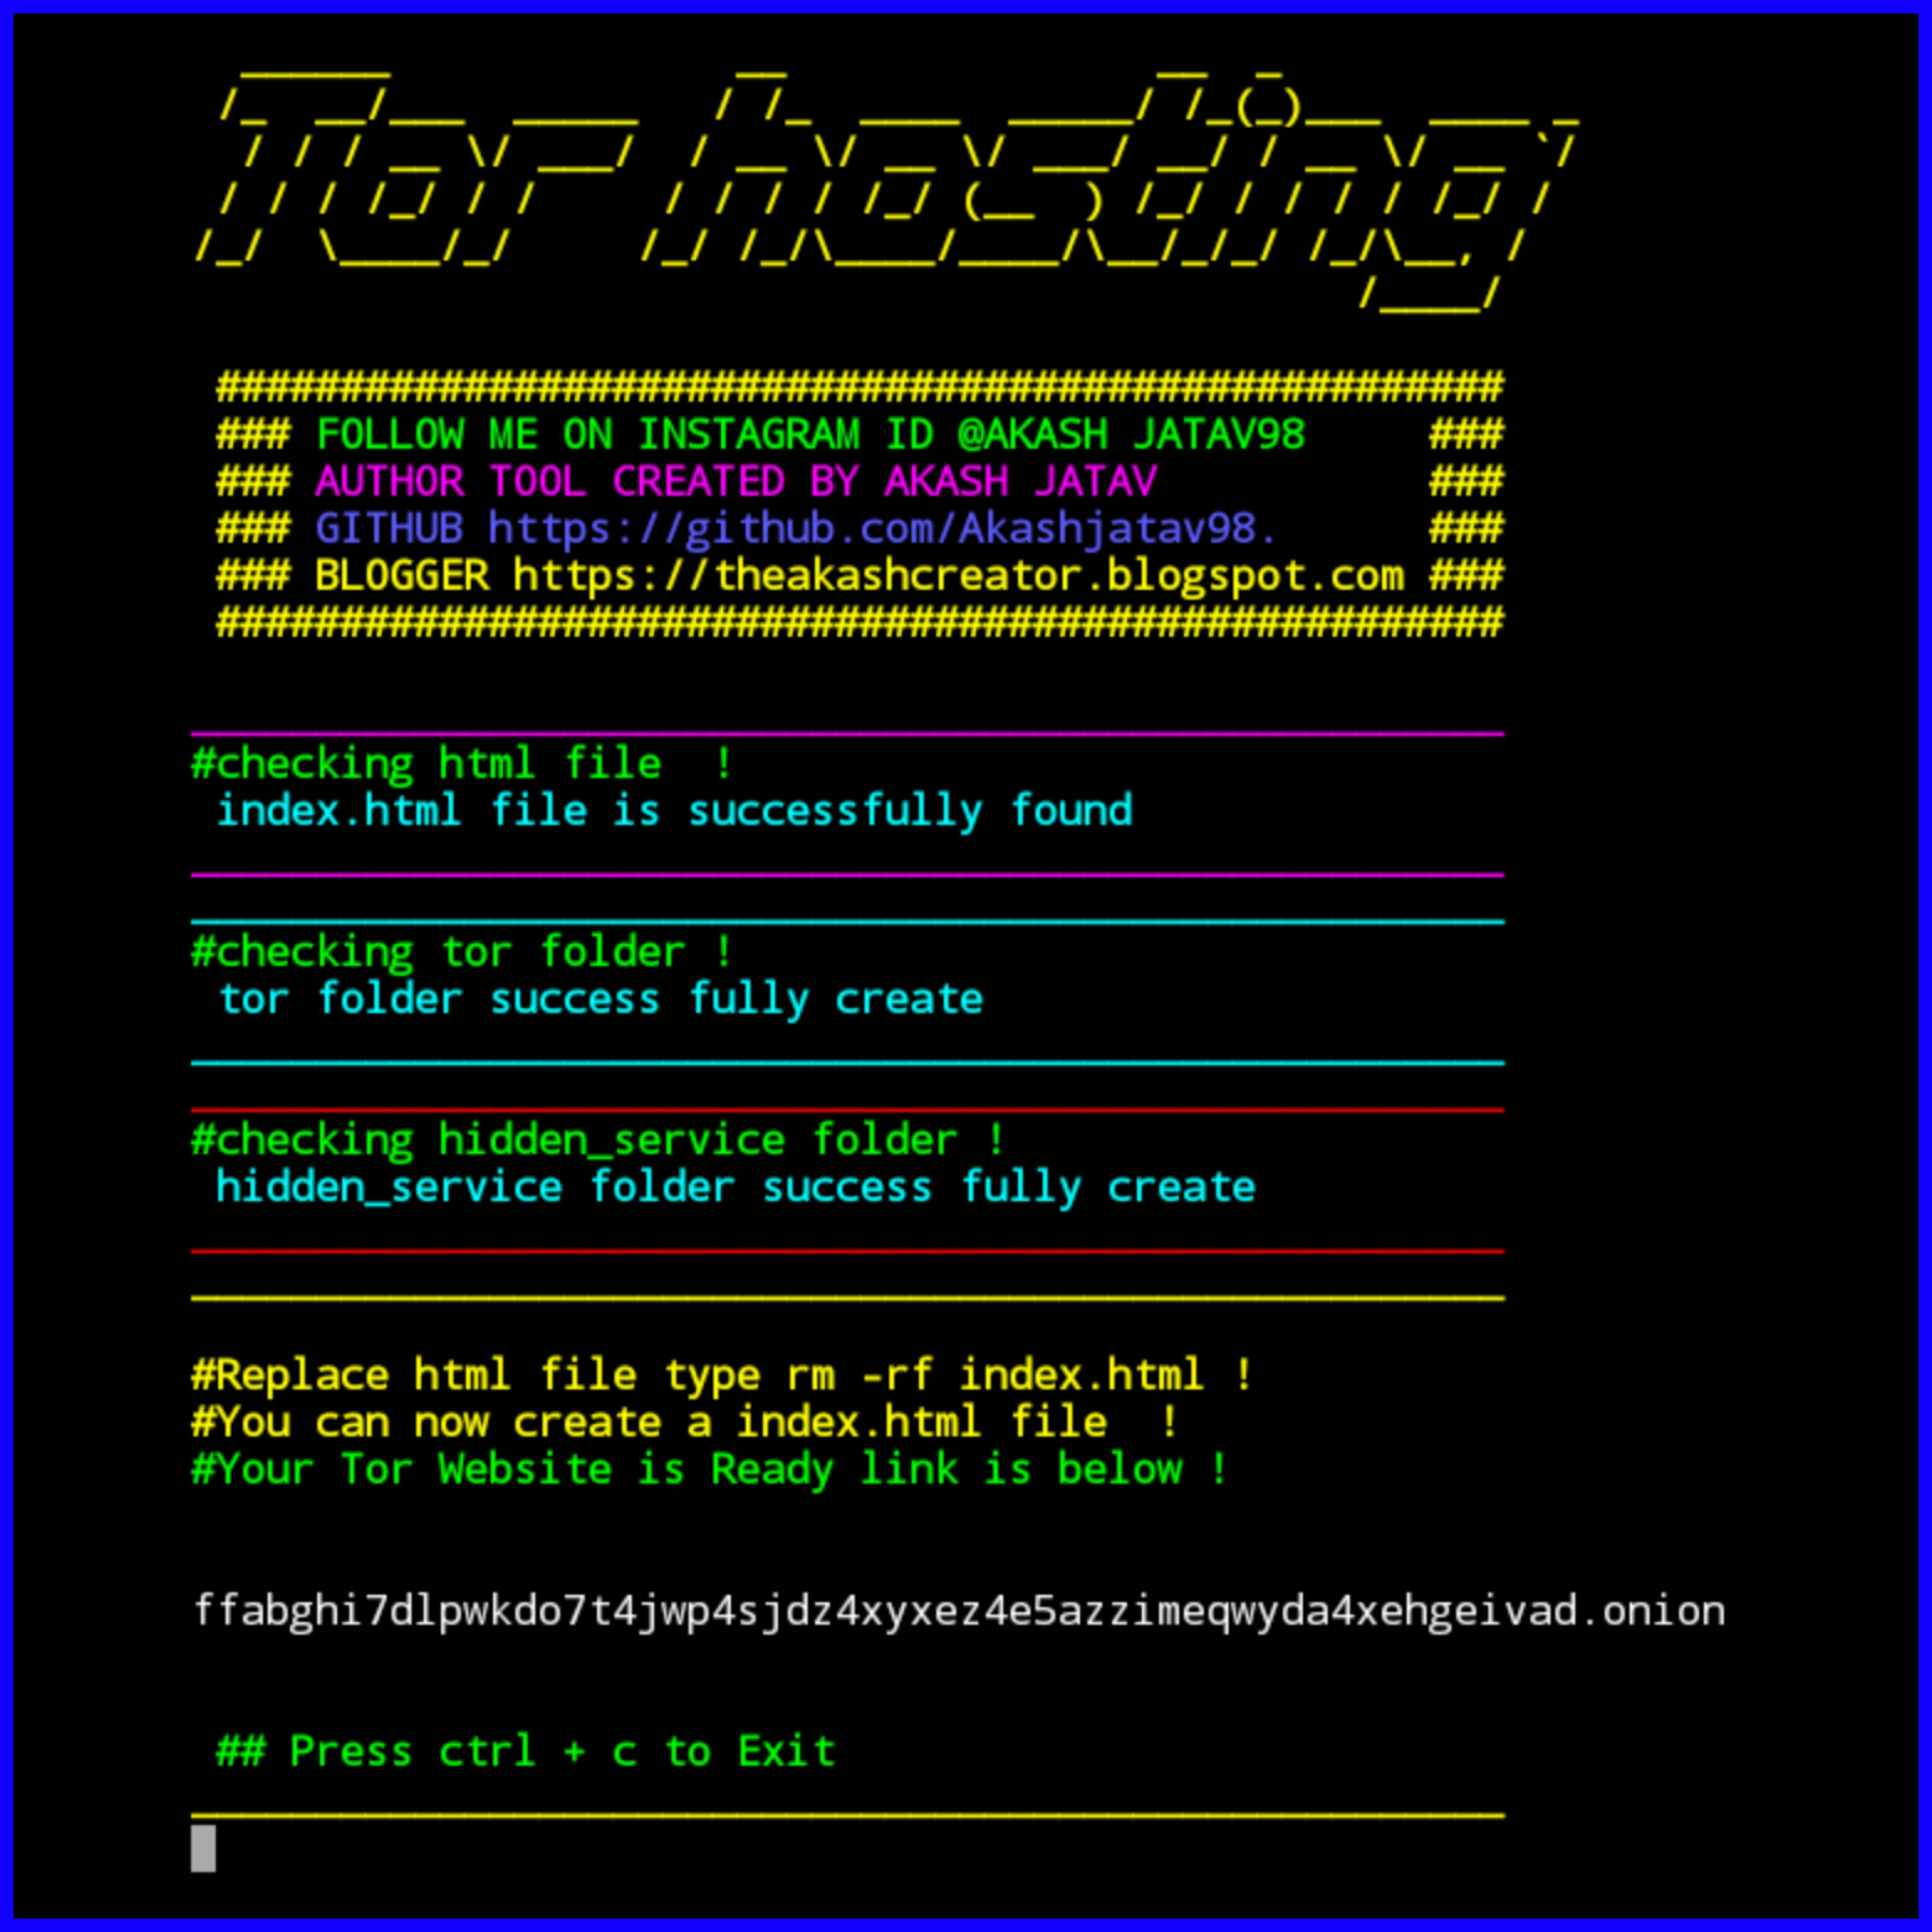 Tor hosting
##################################################
### FOLLOW ME ON INSTAGRAM ID @AKASH JATAV98 ###
### AUTHOR TOOL CREATED BY AKASH JATAV ###
### GITHUB https://github.com/Akashjatav98. ###
### BLOGGER https://theakashcreator.blogspot.com ###
##################################################
#checking html file  !
index.html file is successfully found
#checking tor folder !
tor folder success fully create
#checking hidden_service folder !
hidden_service folder success fully create
#Replace html file type rm -rf index.html !
#You can now create a index.html file  !
#Your Tor Website is Ready link is below !
ffabghi7dlpwkdo7t4jwp4sjdz4xyxez4e5azzimeqwyda4xehgeivad.onion
## Press ctrl + c to Exit